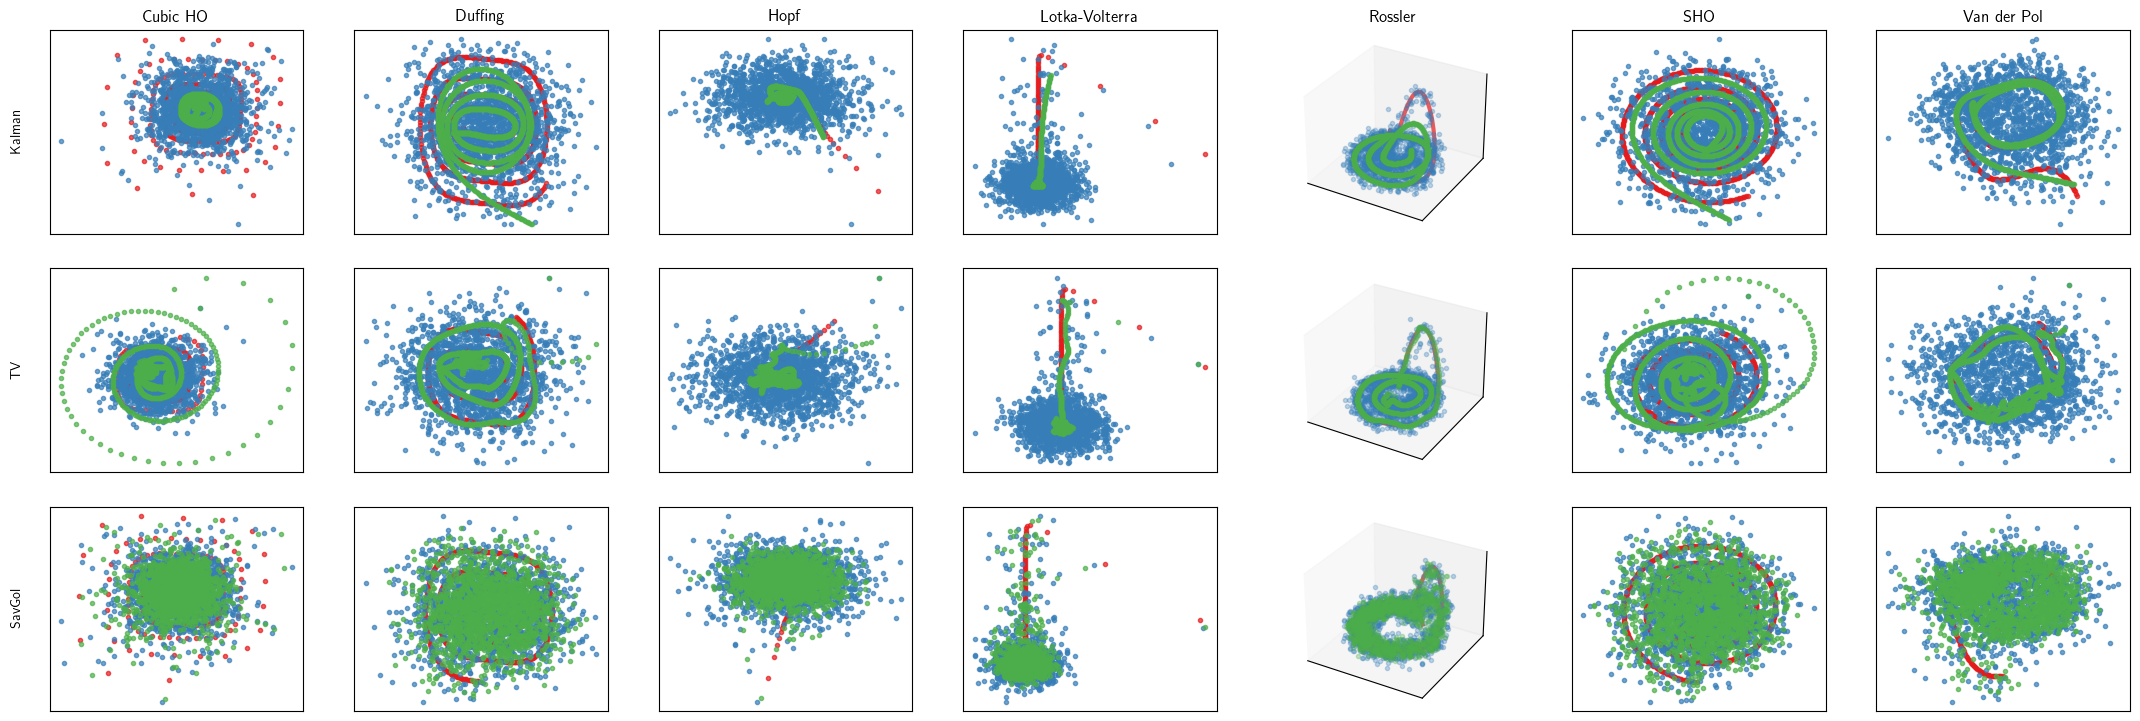 Cubic HO
Duffing
Hopf
Lotka-Volterra
Rossler
SHO
Van der Pol
Kalman
TV
SavGol